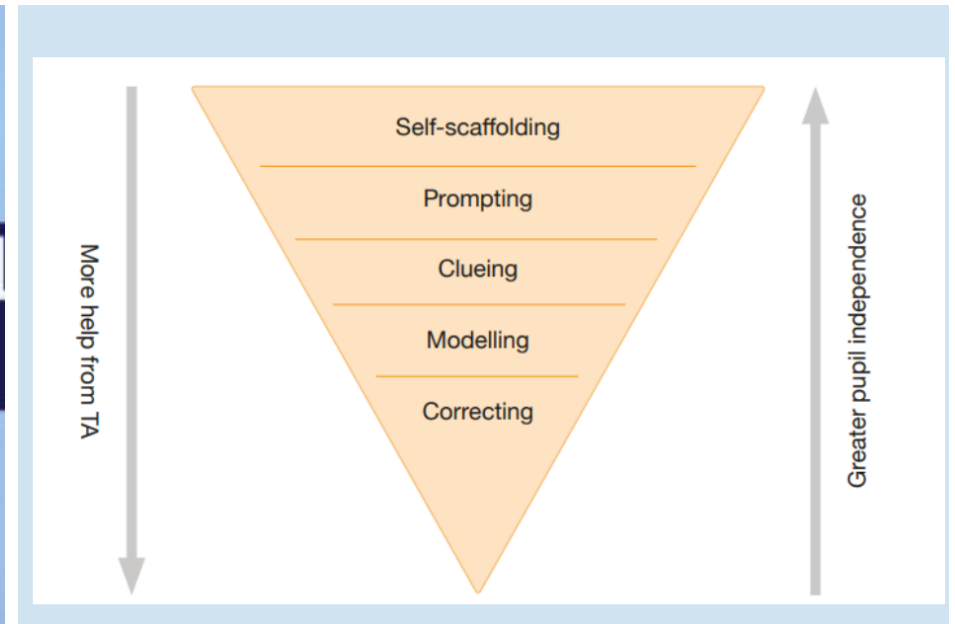 Self-scaffolding
Prompting
Clueing
Modelling
Correcting
More help from TA
Greater pupil independence